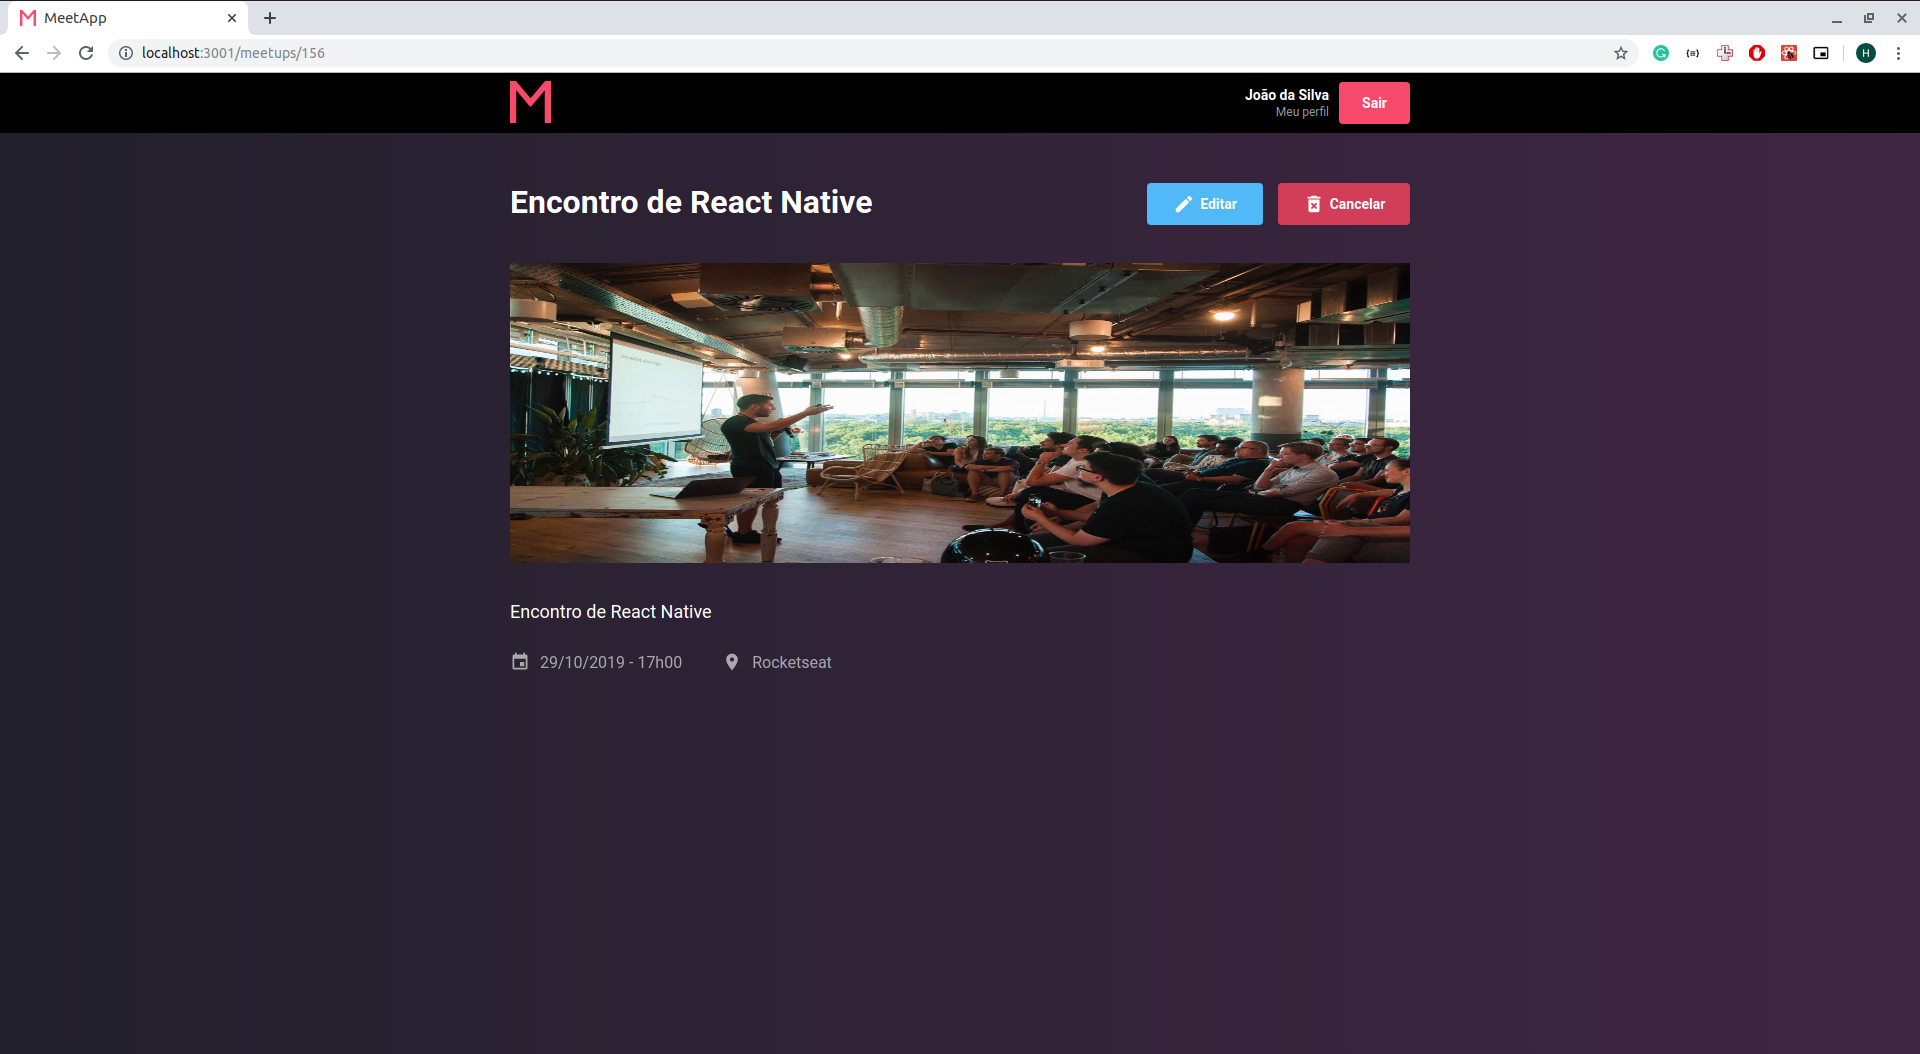 MeetApp
localhost:3001/meetups/156
H
M
João da Silva
Meu perfil
Sair
Encontro de React Native
Editar
Cancelar
Encontro de React Native
29/10/2019 - 17h00
Rocketseat